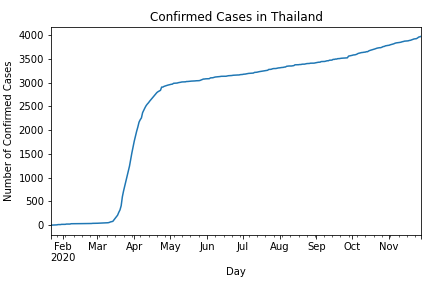 Confirmed Cases in Thailand
Number of Confirmed Cases
4000
3500
3000
2500
2000
1500
1000
500
0
Feb Mar Apr May Jun Jul Aug Sep Oct Nov
2020
Day